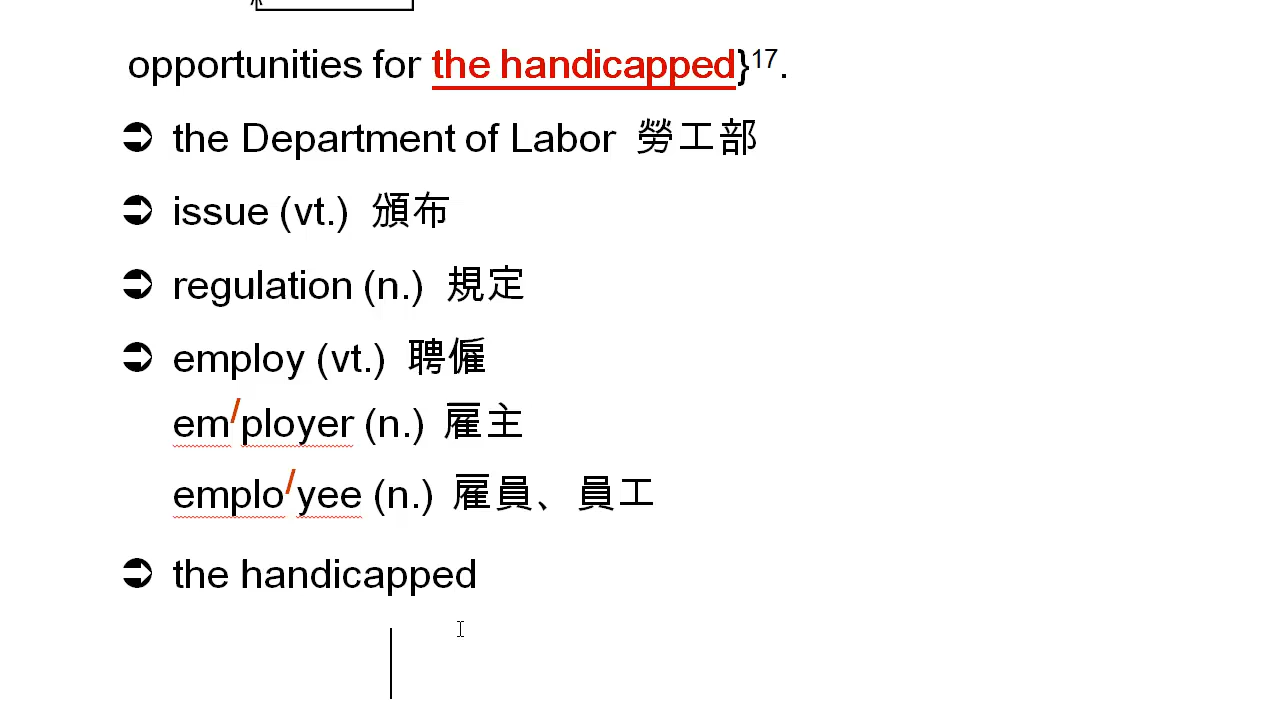 opportunities for the handicapped}17.
➲ the Department of Labor 勞工部
➲ issue (vt.) 頒布
➲ regulation (n.) 規定
➲ employ (vt.) 聘僱
em/ployer (n.) 雇主
emplo/yee (n.) 雇員、員工
➲ the handicapped